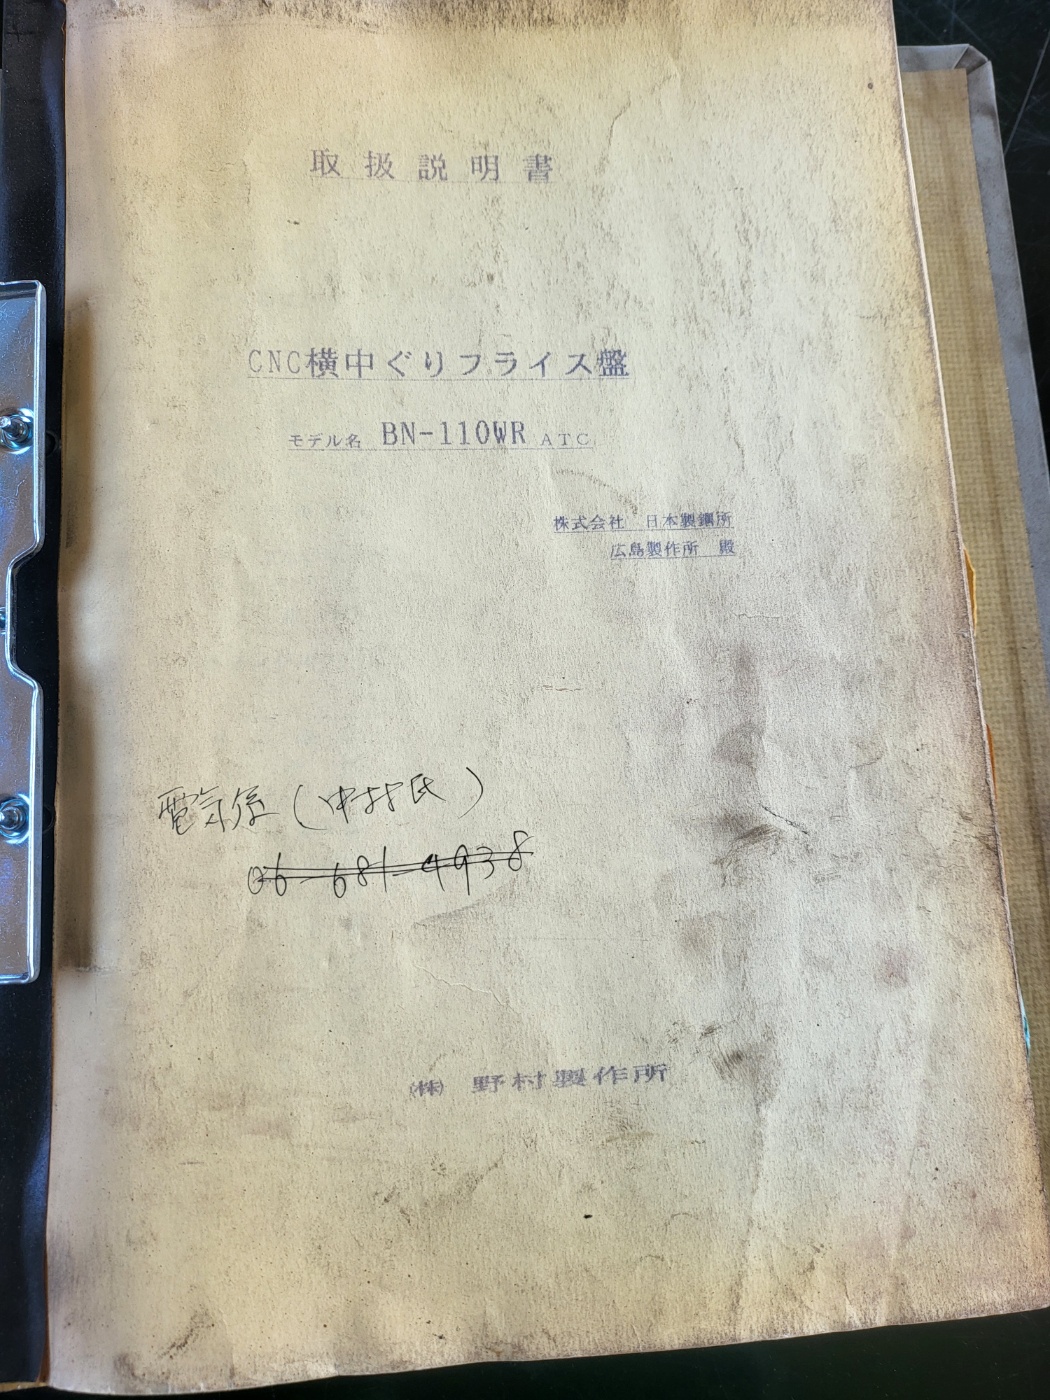 取扱説明書
CNC横中ぐりフライス盤
モデル名 BN-110WR ATC
株式会社 日本製鋼所
広島製作所 殿
電気係(中村氏)
06-681-4938
㈱ 野村製作所